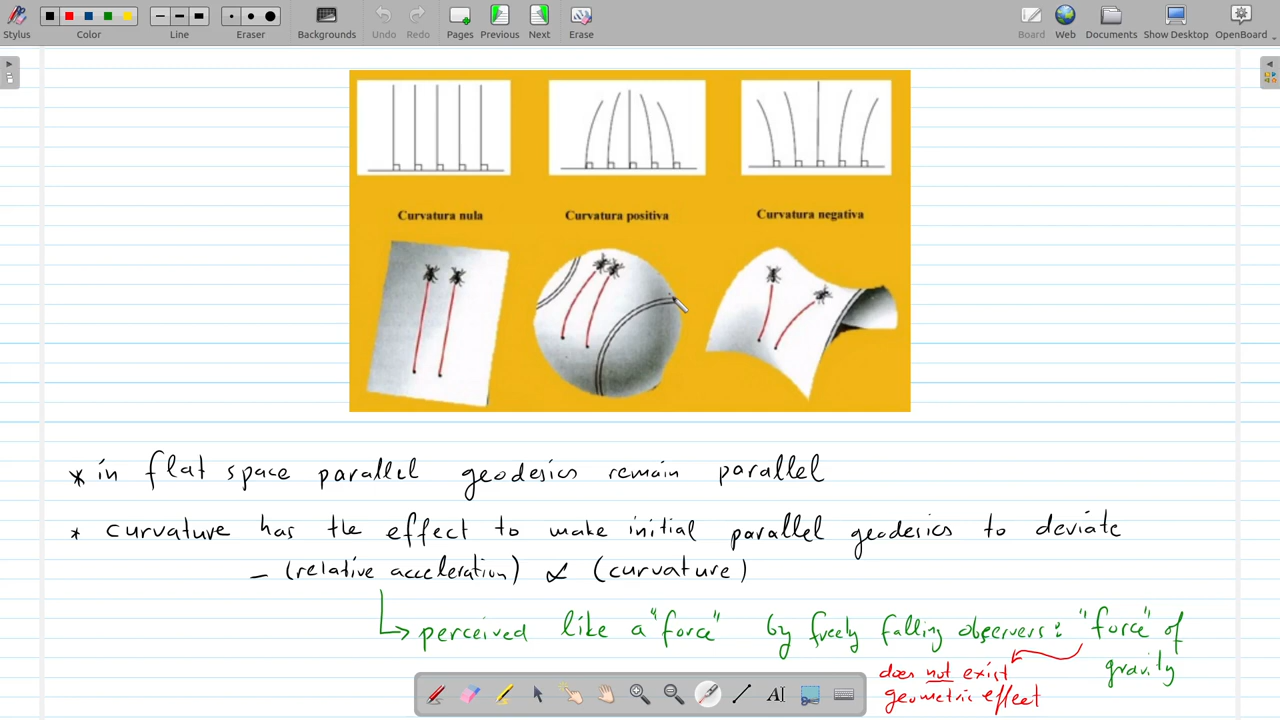 Stylus
Color
Line
Eraser
Backgrounds
Undo
Redo
Pages
Previous
Next
Erase
Board
Web
Documents
Show Desktop
OpenBoard
Curvatura nula
Curvatura positiva
Curvatura negativa
* in flat space parallel geodesics remain parallel
* curvature has the effect to make initial parallel geodesics to deviate
– (relative acceleration) ∝ (curvature)
↳ perceived like a "force" by freely falling observers: "force" of
gravity
does not exist
geometric effect
AI